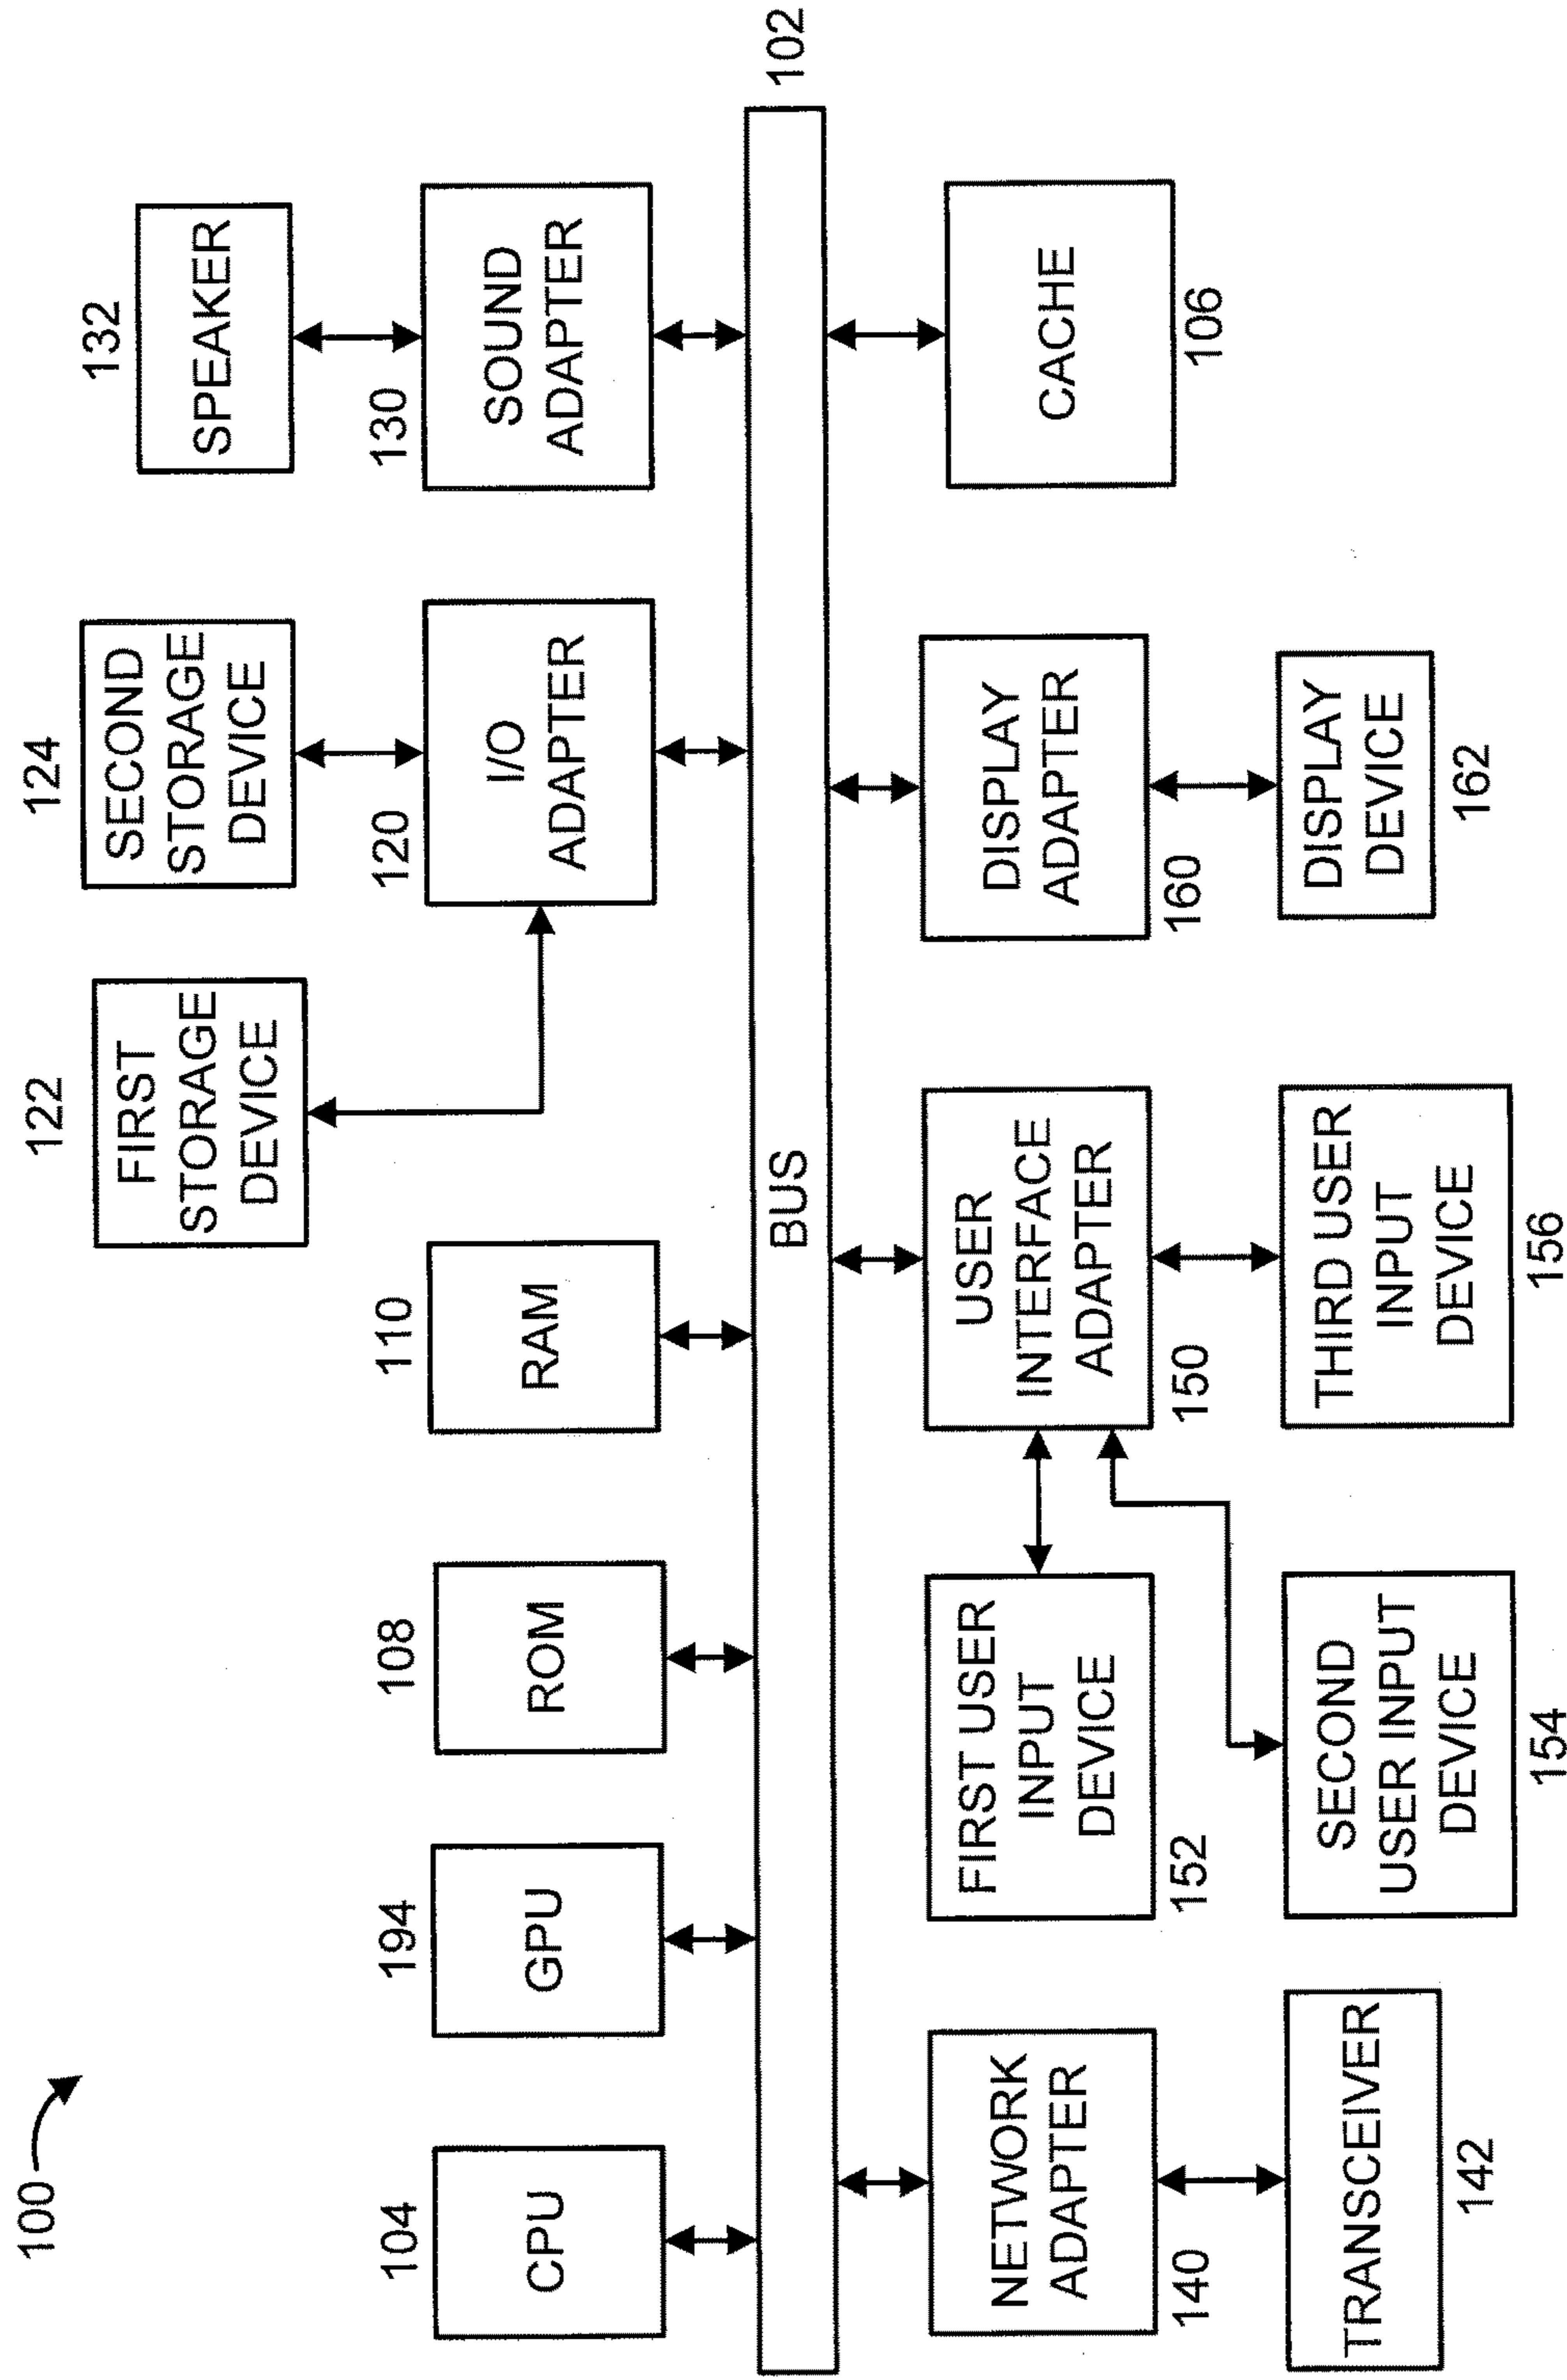 100
122
FIRST
STORAGE
DEVICE
124
SECOND
STORAGE
DEVICE
132
SPEAKER
104
CPU
194
GPU
108
ROM
110
RAM
120
I/O
ADAPTER
130
SOUND
ADAPTER
BUS
102
NETWORK
ADAPTER
140
FIRST USER
INPUT
DEVICE
152
USER
INTERFACE
ADAPTER
150
DISPLAY
ADAPTER
160
CACHE
106
TRANSCEIVER
142
SECOND
USER INPUT
DEVICE
154
THIRD USER
INPUT
DEVICE
156
DISPLAY
DEVICE
162